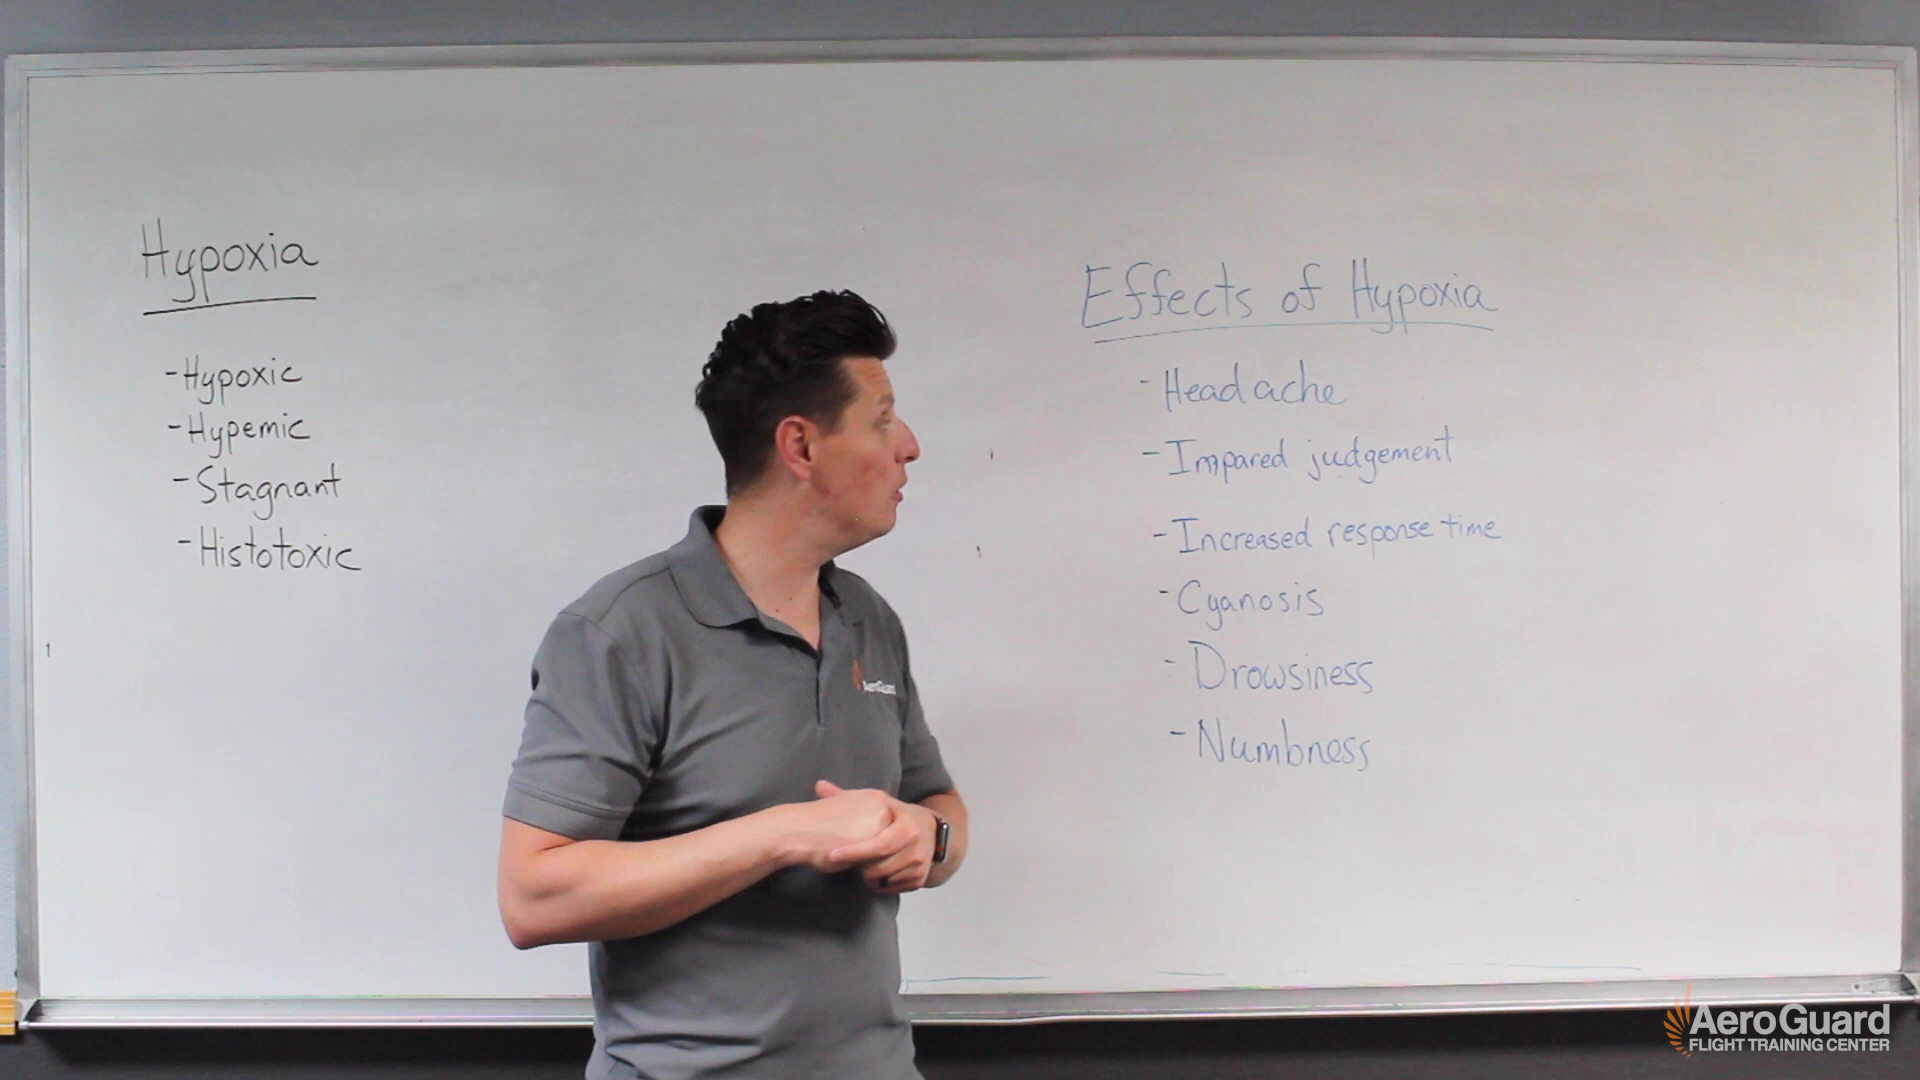 Hypoxia
-Hypoxic
-Hypemic
-Stagnant
-Histotoxic
Effects of Hypoxia
-Headache
-Impared judgement
-Increased response time
-Cyanosis
-Drowsiness
-Numbness
AeroGuard
AeroGuard
FLIGHT TRAINING CENTER